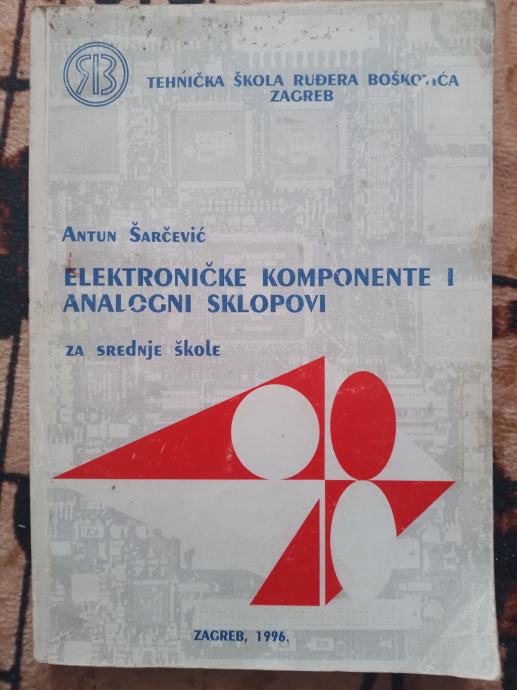 TEHNIČKA ŠKOLA RUĐERA BOŠKOVIĆA
ZAGREB
ANTUN ŠARČEVIĆ
ELEKTRONIČKE KOMPONENTE I
ANALOGNI SKLOPOVI
ZA SREDNJE ŠKOLE
ZAGREB, 1996.